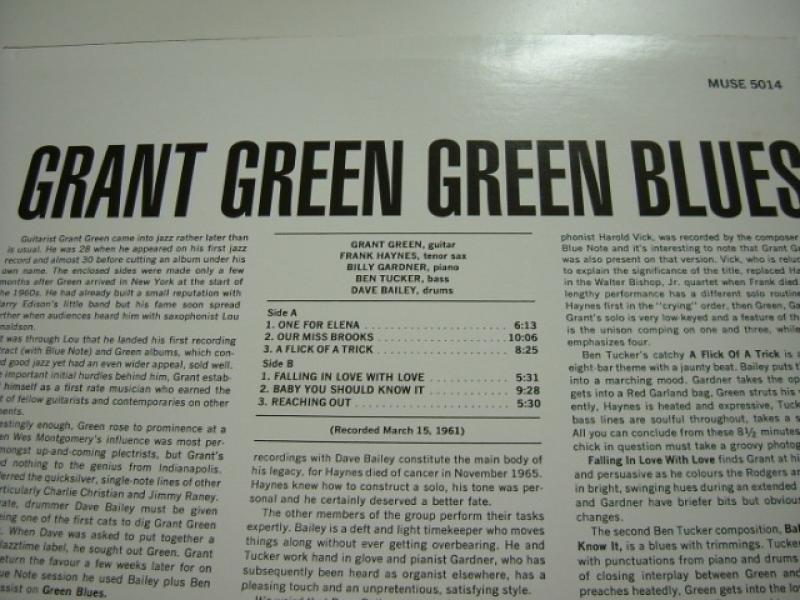 MUSE 5014
GRANT GREEN GREEN BLUES
Guitarist Grant Green came into jazz rather later than
is usual. He was 28 when he appeared on his first jazz
record and almost 30 before cutting an album under his
own name. The enclosed sides were made only a few
months after Green arrived in New York at the start of
he 1960s. He had already built a small reputation with
arry Edison's little band but his fame soon spread
rther when audiences heard him with saxophonist Lou
naldson.
t was through Lou that he landed his first recording
tract (with Blue Note) and Green albums, which con-
d good jazz yet had an even wider appeal, sold well.
e important initial hurdles behind him, Grant estab-
himself as a first rate musician who earned the
t of fellow guitarists and contemporaries on other
ments.
estingly enough, Green rose to prominence at a
en Wes Montgomery's influence was most per-
mongst up-and-coming plectrists, but Grant's
d nothing to the genius from Indianapolis.
ferred the quicksilver, single-note lines of other
rticularly Charlie Christian and Jimmy Raney.
ate, drummer Dave Bailey must be given
eing one of the first cats to dig Grant Green
. When Dave was asked to put together a
Jazztime label, he sought out Green. Grant
eturn the favour a few weeks later for on
ue Note session he used Bailey plus Ben
assist on Green Blues.
GRANT GREEN, guitar
FRANK HAYNES, tenor sax
BILLY GARDNER, piano
BEN TUCKER, bass
DAVE BAILEY, drums
Side A
1. ONE FOR ELENA . . . . . . . . . . . . . . . . . . 6:13
2. OUR MISS BROOKS . . . . . . . . . . . . . . . . . 10:06
3. A FLICK OF A TRICK . . . . . . . . . . . . . . . . 8:25
Side B
1. FALLING IN LOVE WITH LOVE . . . . . . . . . . . 5:31
2. BABY YOU SHOULD KNOW IT . . . . . . . . . . . 9:28
3. REACHING OUT . . . . . . . . . . . . . . . . . . . 5:30
(Recorded March 15, 1961)
recordings with Dave Bailey constitute the main body of
his legacy, for Haynes died of cancer in November 1965.
Haynes knew how to construct a solo, his tone was per-
sonal and he certainly deserved a better fate.
The other members of the group perform their tasks
expertly. Bailey is a deft and light timekeeper who moves
things along without ever getting overbearing. He and
Tucker work hand in glove and pianist Gardner, who has
subsequently been heard as organist elsewhere, has a
pleasing touch and an unpretentious, satisfying style.
phonist Harold Vick, was recorded by the composer
Blue Note and it's interesting to note that Grant G
was also present on that version. Vick, who is reluc
to explain the significance of the title, replaced Ha
in the Walter Bishop, Jr. quartet when Frank died
lengthy performance has a different solo routine
Haynes first in the "crying" order, then Green, Ga
Grant's solo is very low keyed and a feature of th
is the unison comping on one and three, while
emphasizes four.
Ben Tucker's catchy A Flick Of A Trick is a
eight-bar theme with a jaunty beat. Bailey puts t
into a marching mood. Gardner takes the op
gets into a Red Garland bag, Green struts his
ently, Haynes is heated and expressive, Tuck
bass lines are soulful throughout, takes a s
All you can conclude from these 8½ minutes
chick in question must take a groovy photog
Falling In Love With Love finds Grant at hi
and persuasive as he colours the Rodgers an
in bright, swinging hues during an extended
and Gardner have briefer bits but obviou
changes.
The second Ben Tucker composition, Bab
Know It, is a blues with trimmings. Tucke
with punctuations from piano and drums
of closing interplay between Green and
preaches heatedly, Green gets into the lo